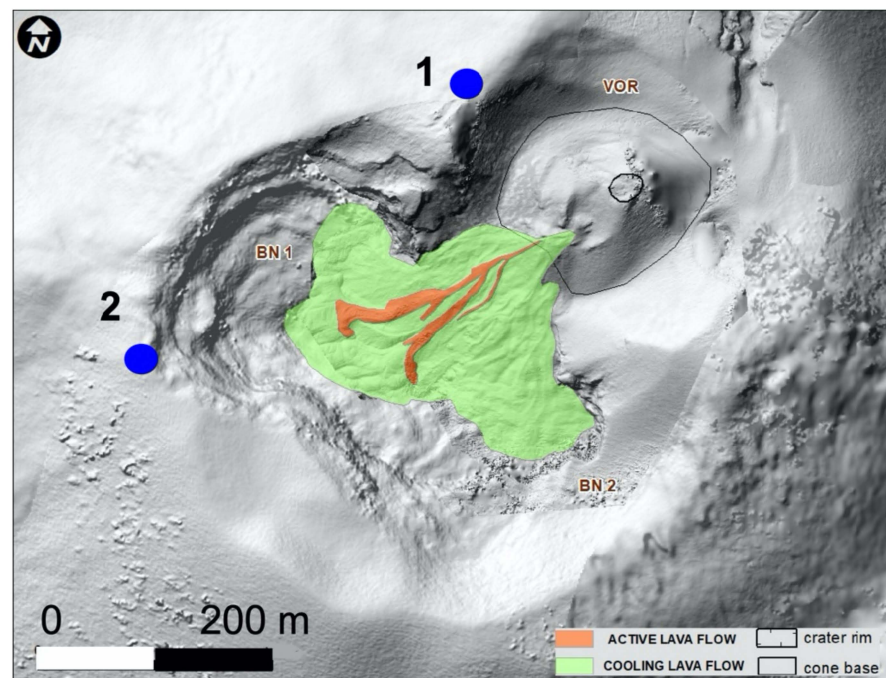 N
1
VOR
BN 1
2
BN 2
0 200 m
ACTIVE LAVA FLOW crater rim
COOLING LAVA FLOW cone base